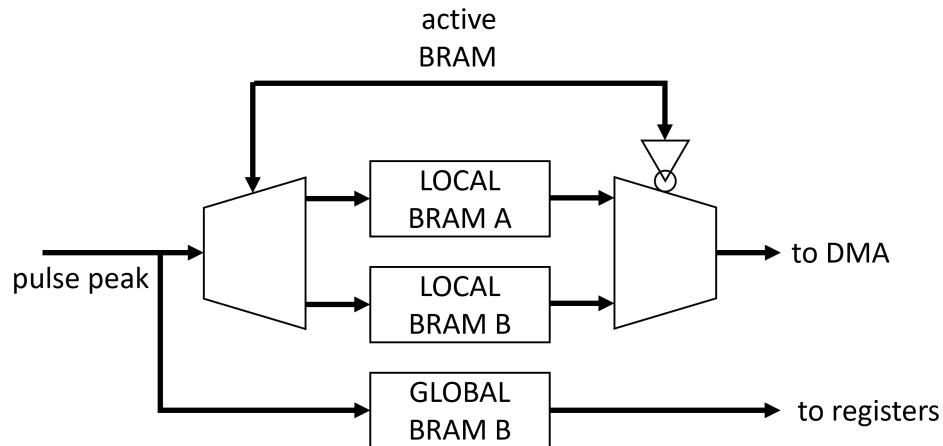 active
BRAM
LOCAL
BRAM A
to DMA
pulse peak
LOCAL
BRAM B
GLOBAL
BRAM B
to registers